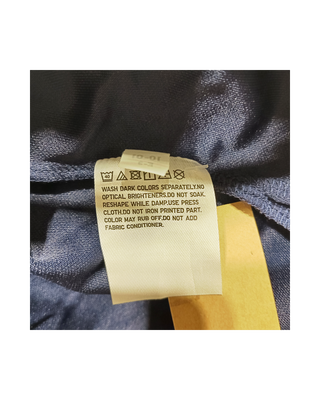 40
WASH DARK COLORS SEPARATELY.NO
OPTICAL BRIGHTENERS.DO NOT SOAK.
RESHAPE WHILE DAMP.USE PRESS
CLOTH.DO NOT IRON PRINTED PART.
COLOR MAY RUB OFF.DO NOT ADD
FABRIC CONDITIONER.